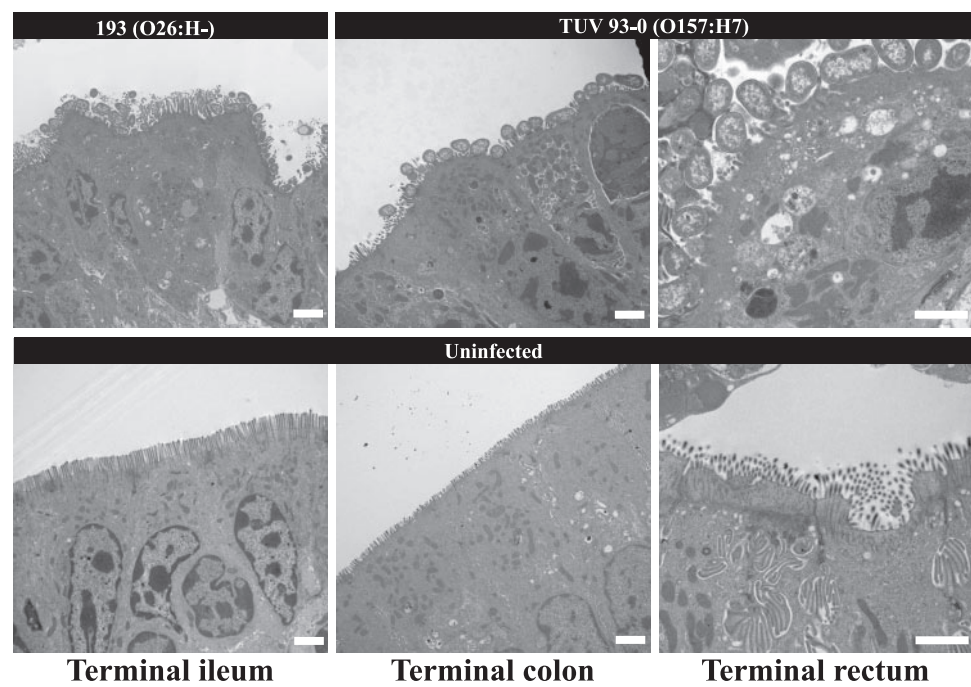 193 (O26:H-)
TUV 93-0 (O157:H7)
Uninfected
Terminal ileum
Terminal colon
Terminal rectum